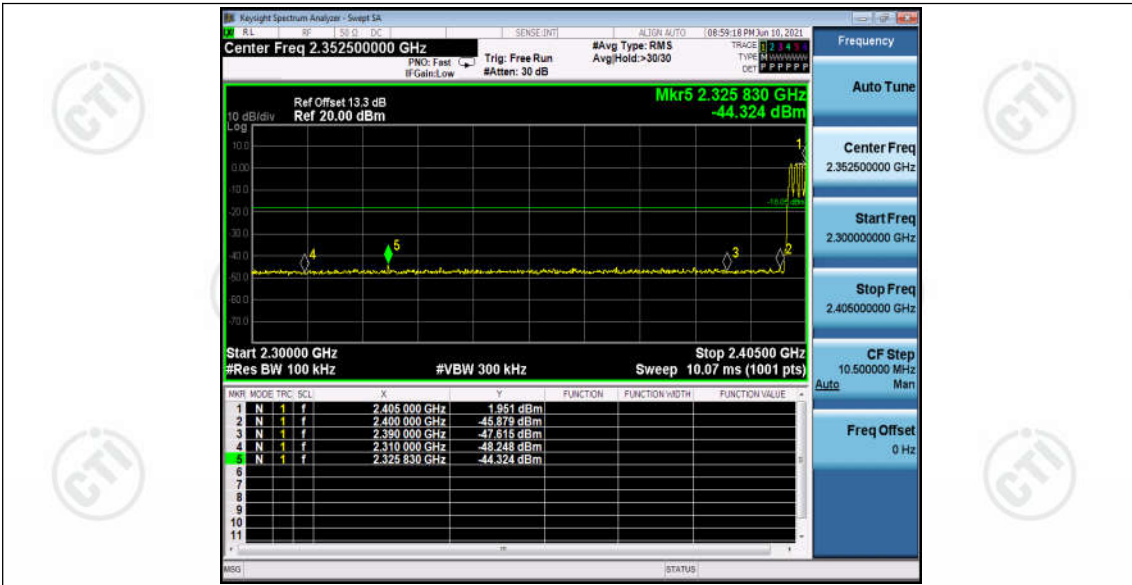 Keysight Spectrum Analyzer - Swept SA
RL RF 50 Ω DC SENSE:INT ALIGN AUTO 08:59:18 PM Jun 10, 2021
Center Freq 2.352500000 GHz
PNO: Fast Trig: Free Run #Avg Type: RMS TRACE 1 2 3 4 5 6
IFGain:Low #Atten: 30 dB Avg|Hold:>30/30 TYPE M WWWWW
DET P P P P P P
Ref Offset 13.3 dB Mkr5 2.325 830 GHz
10 dB/div Ref 20.00 dBm -44.324 dBm
Log
10.0
0.00
-10.0
-20.0
-30.0
-40.0
-50.0
-60.0
-70.0
1
4
5
3
2
Start 2.30000 GHz Stop 2.40500 GHz
#Res BW 100 kHz #VBW 300 kHz Sweep 10.07 ms (1001 pts)
MKR MODE TRC SCL X Y FUNCTION FUNCTION WIDTH FUNCTION VALUE
1 N 1 f 2.405 000 GHz 1.951 dBm
2 N 1 f 2.400 000 GHz -45.879 dBm
3 N 1 f 2.390 000 GHz -47.615 dBm
4 N 1 f 2.310 000 GHz -48.248 dBm
5 N 1 f 2.325 830 GHz -44.324 dBm
6
7
8
9
10
11
MSG STATUS
Frequency
Auto Tune
Center Freq
2.352500000 GHz
Start Freq
2.300000000 GHz
Stop Freq
2.405000000 GHz
CF Step
10.500000 MHz
Auto Man
Freq Offset
0 Hz
CTI
CTI
CTI
CTI